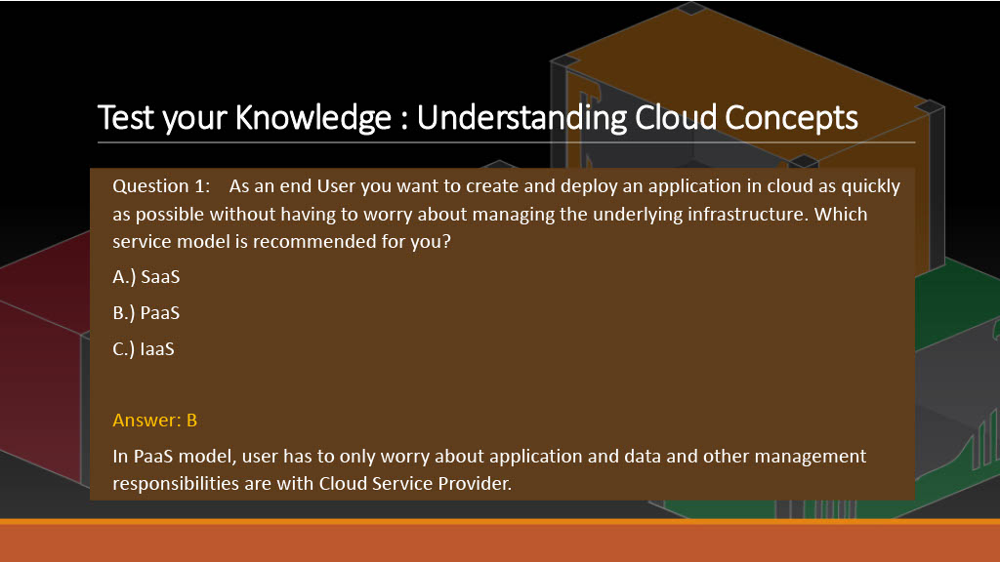 Test your Knowledge : Understanding Cloud Concepts
Question 1: As an end User you want to create and deploy an application in cloud as quickly
as possible without having to worry about managing the underlying infrastructure. Which
service model is recommended for you?
A.) SaaS
B.) PaaS
C.) IaaS
Answer: B
In PaaS model, user has to only worry about application and data and other management
responsibilities are with Cloud Service Provider.